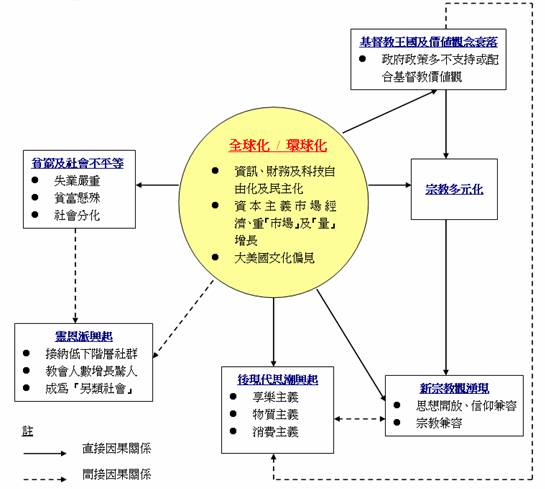 基督教王國及價值觀念衰落
● 政府政策多不支持或配
合基督教價值觀
全球化 / 環球化
● 資訊、財務及科技自
由化及民主化
● 資本主義市場經
濟、重『市場』及『量』
增長
● 大美國文化偏見
貧窮及社會不平等
● 失業嚴重
● 貧富懸殊
● 社會分化
宗教多元化
靈恩派興起
● 接納低下階層社群
● 教會人數增長驚人
● 成為『另類社會』
後現代思潮興起
● 享樂主義
● 物質主義
● 消費主義
新宗教觀湧現
● 思想開放、信仰兼容
● 宗教兼容
註
直接因果關係
間接因果關係